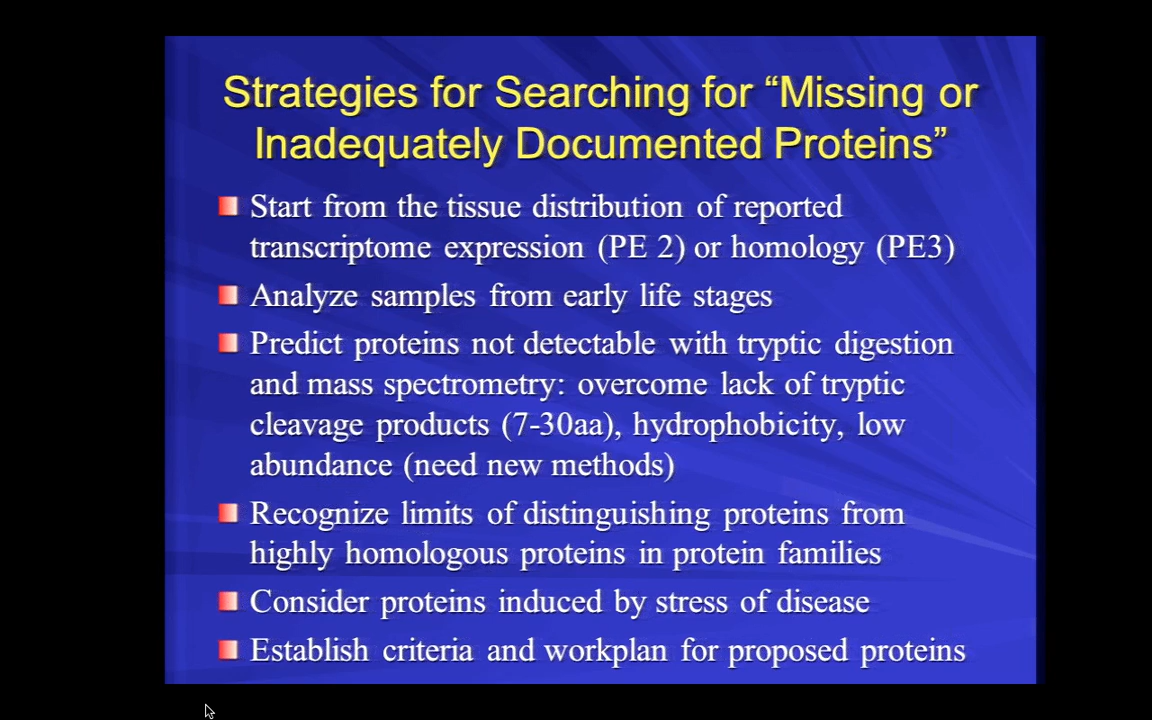 Strategies for Searching for “Missing or
Inadequately Documented Proteins”
Start from the tissue distribution of reported
transcriptome expression (PE 2) or homology (PE3)
Analyze samples from early life stages
Predict proteins not detectable with tryptic digestion
and mass spectrometry: overcome lack of tryptic
cleavage products (7-30aa), hydrophobicity, low
abundance (need new methods)
Recognize limits of distinguishing proteins from
highly homologous proteins in protein families
Consider proteins induced by stress of disease
Establish criteria and workplan for proposed proteins